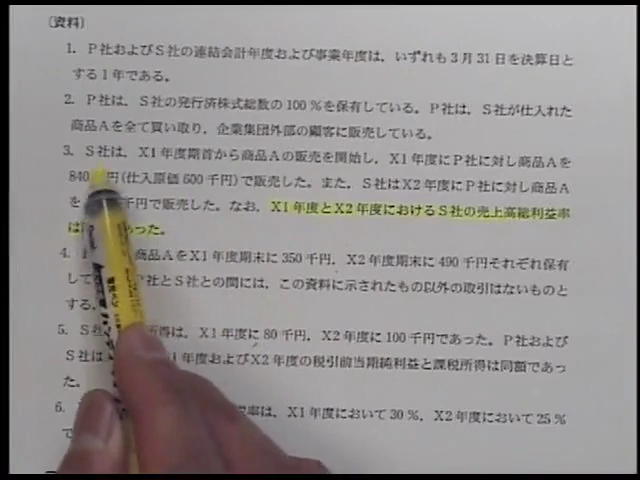 〔資料〕
1. P社およびS社の連結会計年度および事業年度は，いずれも3月31日を決算日と
する1年である。
2. P社は，S社の発行済株式総数の100％を保有している。P社は，S社が仕入れた
商品Aを全て買い取り，企業集団外部の顧客に販売している。
3. S社は，X1年度期首から商品Aの販売を開始し，X1年度にP社に対し商品Aを
840 円(仕入原価600千円)で販売した。また，S社はX2年度にP社に対し商品A
を 千円で販売した。なお，X1年度とX2年度におけるS社の売上高総利益率
は あった。
4. 商品AをX1年度期末に350千円，X2年度期末に490千円それぞれ保有
して P社とS社との間には，この資料に示されたもの以外の取引はないものと
する。
5. S社 所得は，X1年度に80千円，X2年度に100千円であった。P社および
S社は 1年度およびX2年度の税引前当期純利益と課税所得は同額であっ
た。
6. 税率は，X1年度において30％，X2年度において25％
で